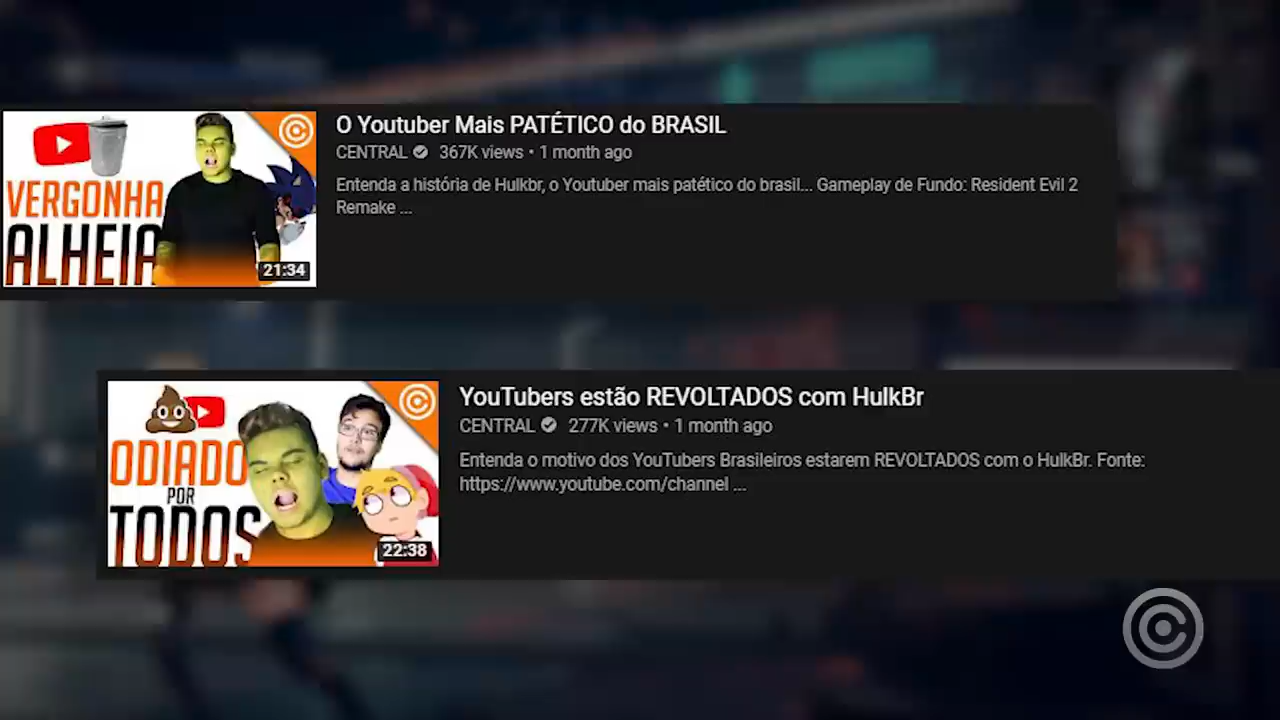 O Youtuber Mais PATÉTICO do BRASIL
CENTRAL 367K views • 1 month ago
Entenda a história de Hulkbr, o Youtuber mais patético do brasil... Gameplay de Fundo: Resident Evil 2
Remake ...
VERGONHA
ALHEIA
21:34
YouTubers estão REVOLTADOS com HulkBr
CENTRAL 277K views • 1 month ago
Entenda o motivo dos YouTubers Brasileiros estarem REVOLTADOS com o HulkBr. Fonte:
https://www.youtube.com/channel ...
ODIADO
POR
TODOS
22:38